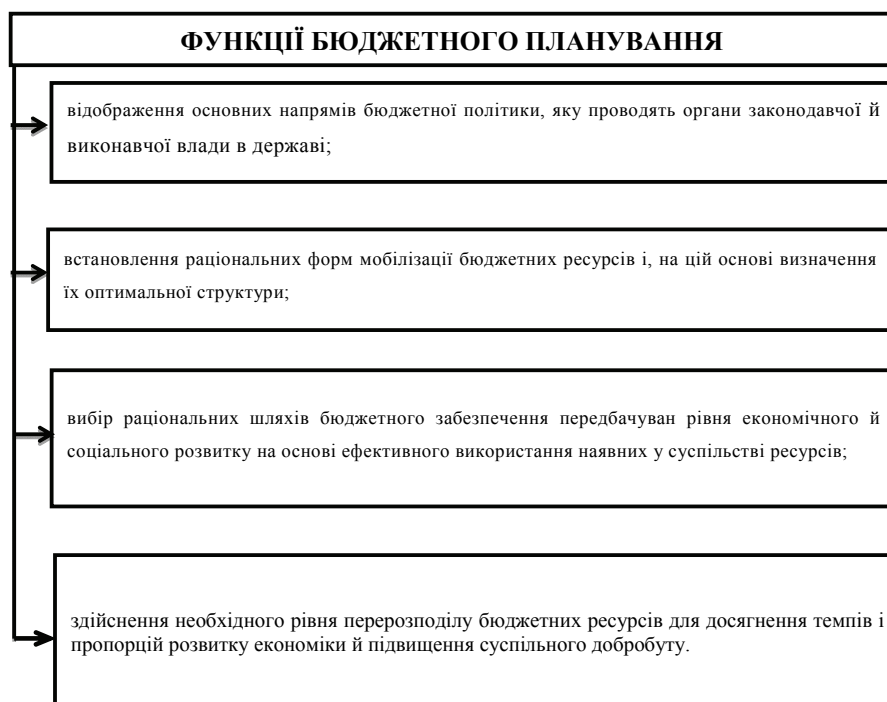 ФУНКЦІЇ БЮДЖЕТНОГО ПЛАНУВАННЯ
відображення основних напрямів бюджетної політики, яку проводять органи законодавчої й
виконавчої влади в державі;
встановлення раціональних форм мобілізації бюджетних ресурсів і, на цій основі визначення
їх оптимальної структури;
вибір раціональних шляхів бюджетного забезпечення передбачуван рівня економічного й
соціального розвитку на основі ефективного використання наявних у суспільстві ресурсів;
здійснення необхідного рівня перерозподілу бюджетних ресурсів для досягнення темпів і
пропорцій розвитку економіки й підвищення суспільного добробуту.